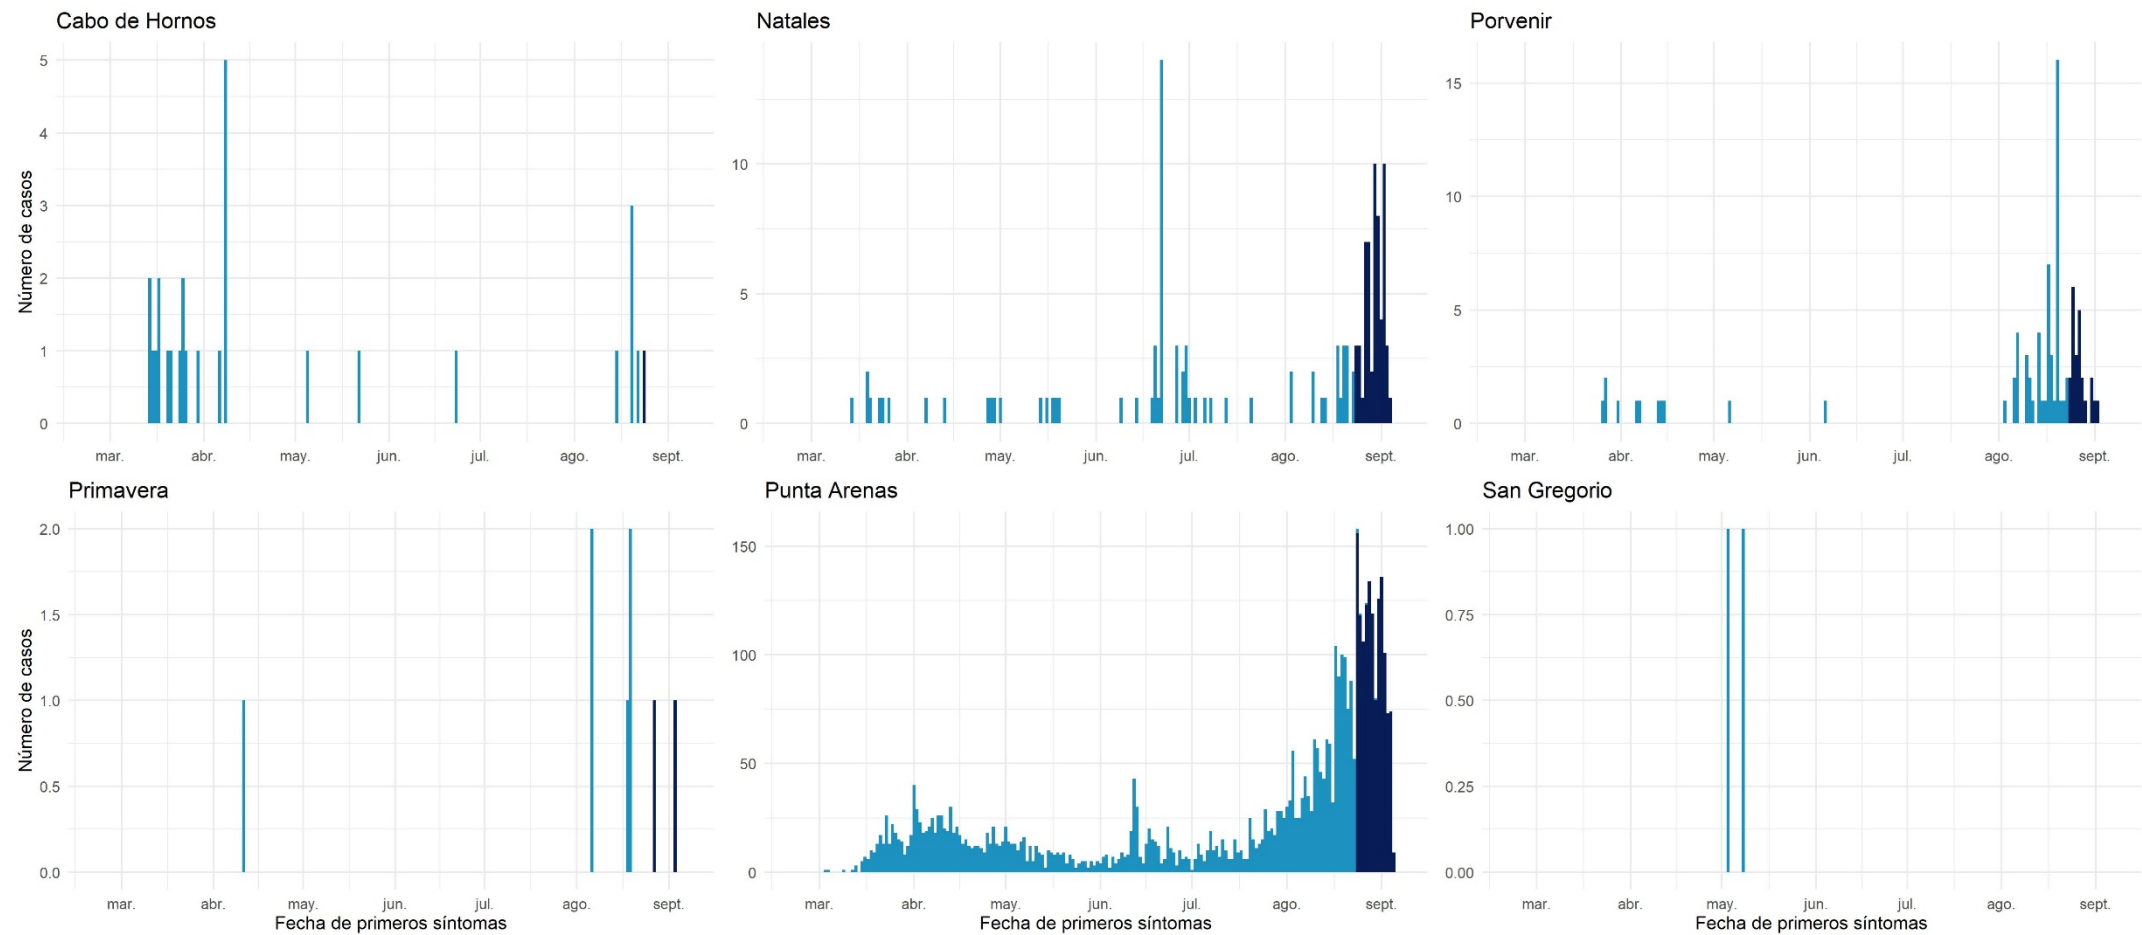 Cabo de Hornos
Natales
Porvenir
Número de casos
5
4
3
2
1
0
10
5
0
15
10
5
0
mar. abr. may. jun. jul. ago. sept.
mar. abr. may. jun. jul. ago. sept.
mar. abr. may. jun. jul. ago. sept.
Primavera
Punta Arenas
San Gregorio
Número de casos
2.0
1.5
1.0
0.5
0.0
150
100
50
0
1.00
0.75
0.50
0.25
0.00
mar. abr. may. jun. jul. ago. sept.
mar. abr. may. jun. jul. ago. sept.
mar. abr. may. jun. jul. ago. sept.
Fecha de primeros síntomas
Fecha de primeros síntomas
Fecha de primeros síntomas